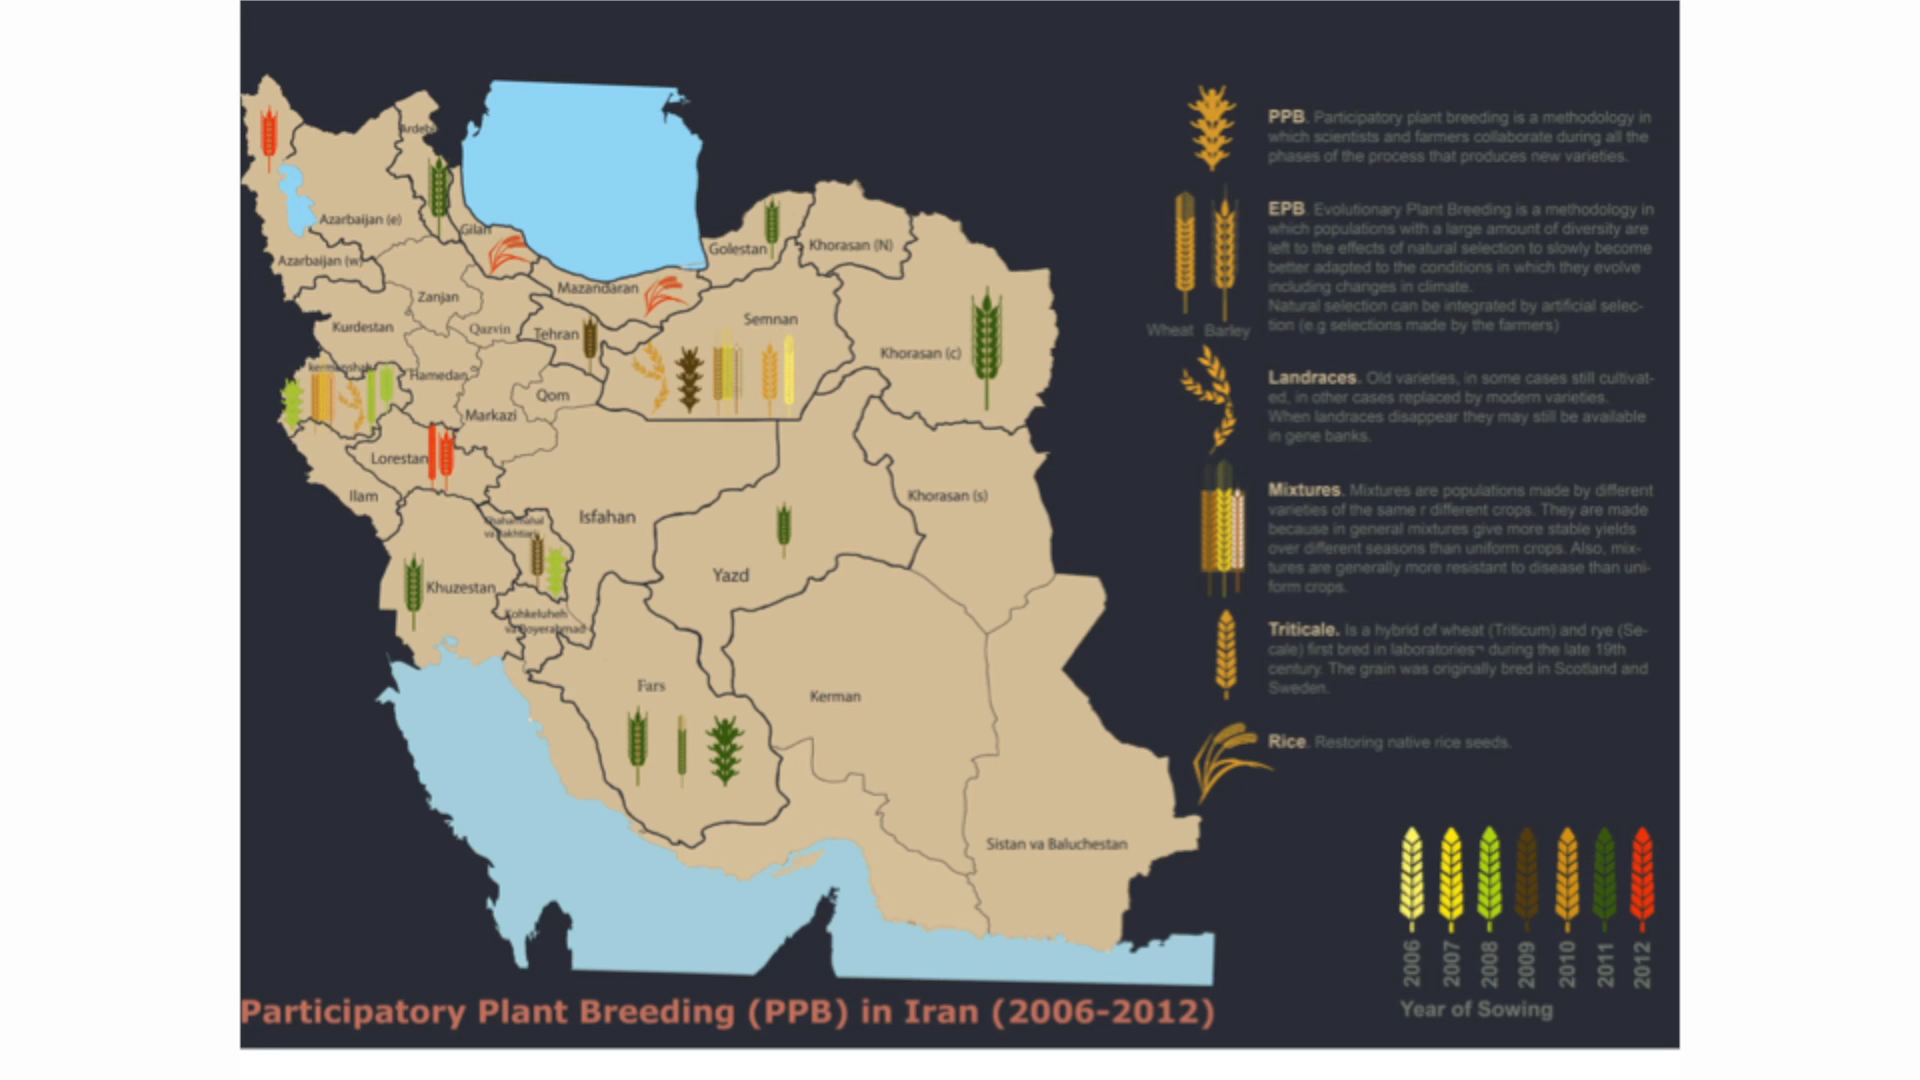 Ardebil
Azarbaijan (e)
Gilan
Azarbaijan (w)
Golestan
Khorasan (N)
Mazandaran
Zanjan
Semnan
Kurdestan
Qazvin
Tehran
Khorasan (c)
kermanshah
Hamedan
Qom
Markazi
Lorestan
Ilam
Khorasan (s)
Isfahan
Chaharmahal
va Bakhtiari
Yazd
Khuzestan
Kohkeluheh
va Boyerahmad
Fars
Kerman
Sistan va Baluchestan
PPB. Participatory plant breeding is a methodology in
which scientists and farmers collaborate during all the
phases of the process that produces new varieties.
EPB. Evolutionary Plant Breeding is a methodology in
which populations with a large amount of diversity are
left to the effects of natural selection to slowly become
better adapted to the conditions in which they evolve
including changes in climate.
Natural selection can be integrated by artificial selec-
tion (e.g selections made by the farmers)
Wheat Barley
Landraces. Old varieties, in some cases still cultivat-
ed, in other cases replaced by modern varieties.
When landraces disappear they may still be available
in gene banks.
Mixtures. Mixtures are populations made by different
varieties of the same r different crops. They are made
because in general mixtures give more stable yields
over different seasons than uniform crops. Also, mix-
tures are generally more resistant to disease than uni-
form crops.
Triticale. Is a hybrid of wheat (Triticum) and rye (Se-
cale) first bred in laboratories¬ during the late 19th
century. The grain was originally bred in Scotland and
Sweden.
Rice. Restoring native rice seeds.
2006 2007 2008 2009 2010 2011 2012
Year of Sowing
Participatory Plant Breeding (PPB) in Iran (2006-2012)